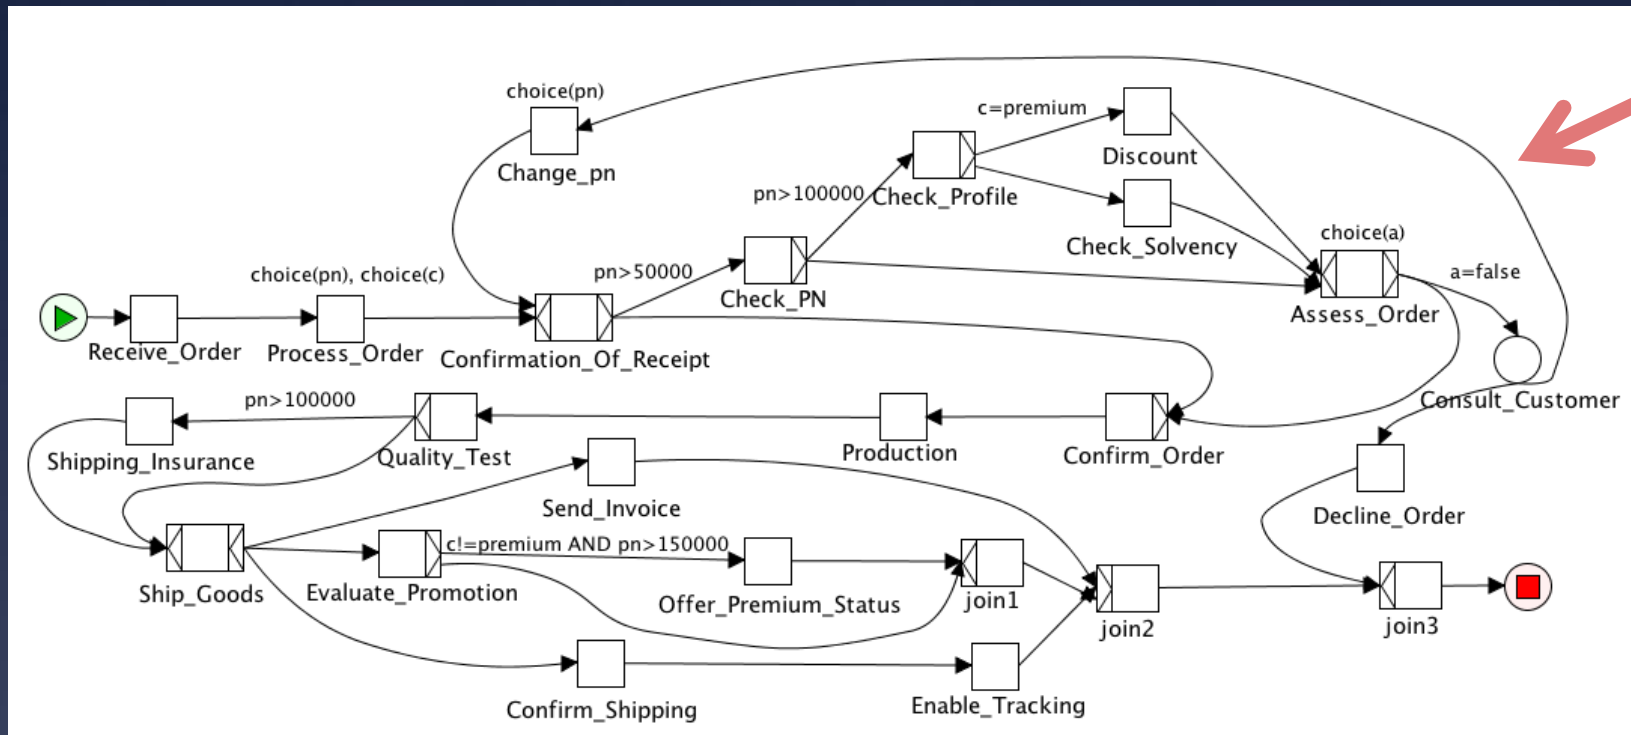 choice(pn)
Change_pn
c=premium
Discount
pn>100000
Check_Profile
Check_Solvency
choice(a)
a=false
choice(pn), choice(c)
pn>50000
Check_PN
Assess_Order
Receive_Order
Process_Order
Confirmation_Of_Receipt
Consult_Customer
pn>100000
Shipping_Insurance
Quality_Test
Production
Confirm_Order
Send_Invoice
Decline_Order
c!=premium AND pn>150000
Ship_Goods
Evaluate_Promotion
Offer_Premium_Status
join1
join2
join3
Confirm_Shipping
Enable_Tracking